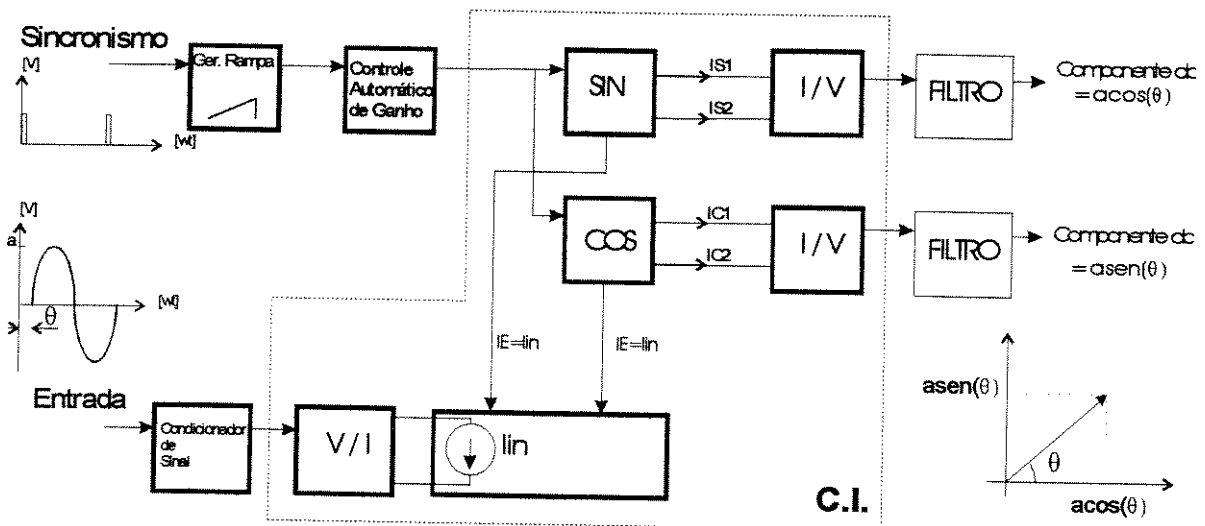 Sincronismo
[V]
[wt]
Ger. Rampa
Controle
Automático
de Ganho
SIN
IS1
IS2
I / V
FILTRO
Componente dc
= acos(θ)
COS
IC1
IC2
I / V
FILTRO
Componente dc
= asen(θ)
[V]
a
[wt]
θ
IE=Iin
IE=Iin
Entrada
Condicionador
de
Sinal
V / I
Iin
C.I.
asen(θ)
θ
acos(θ)